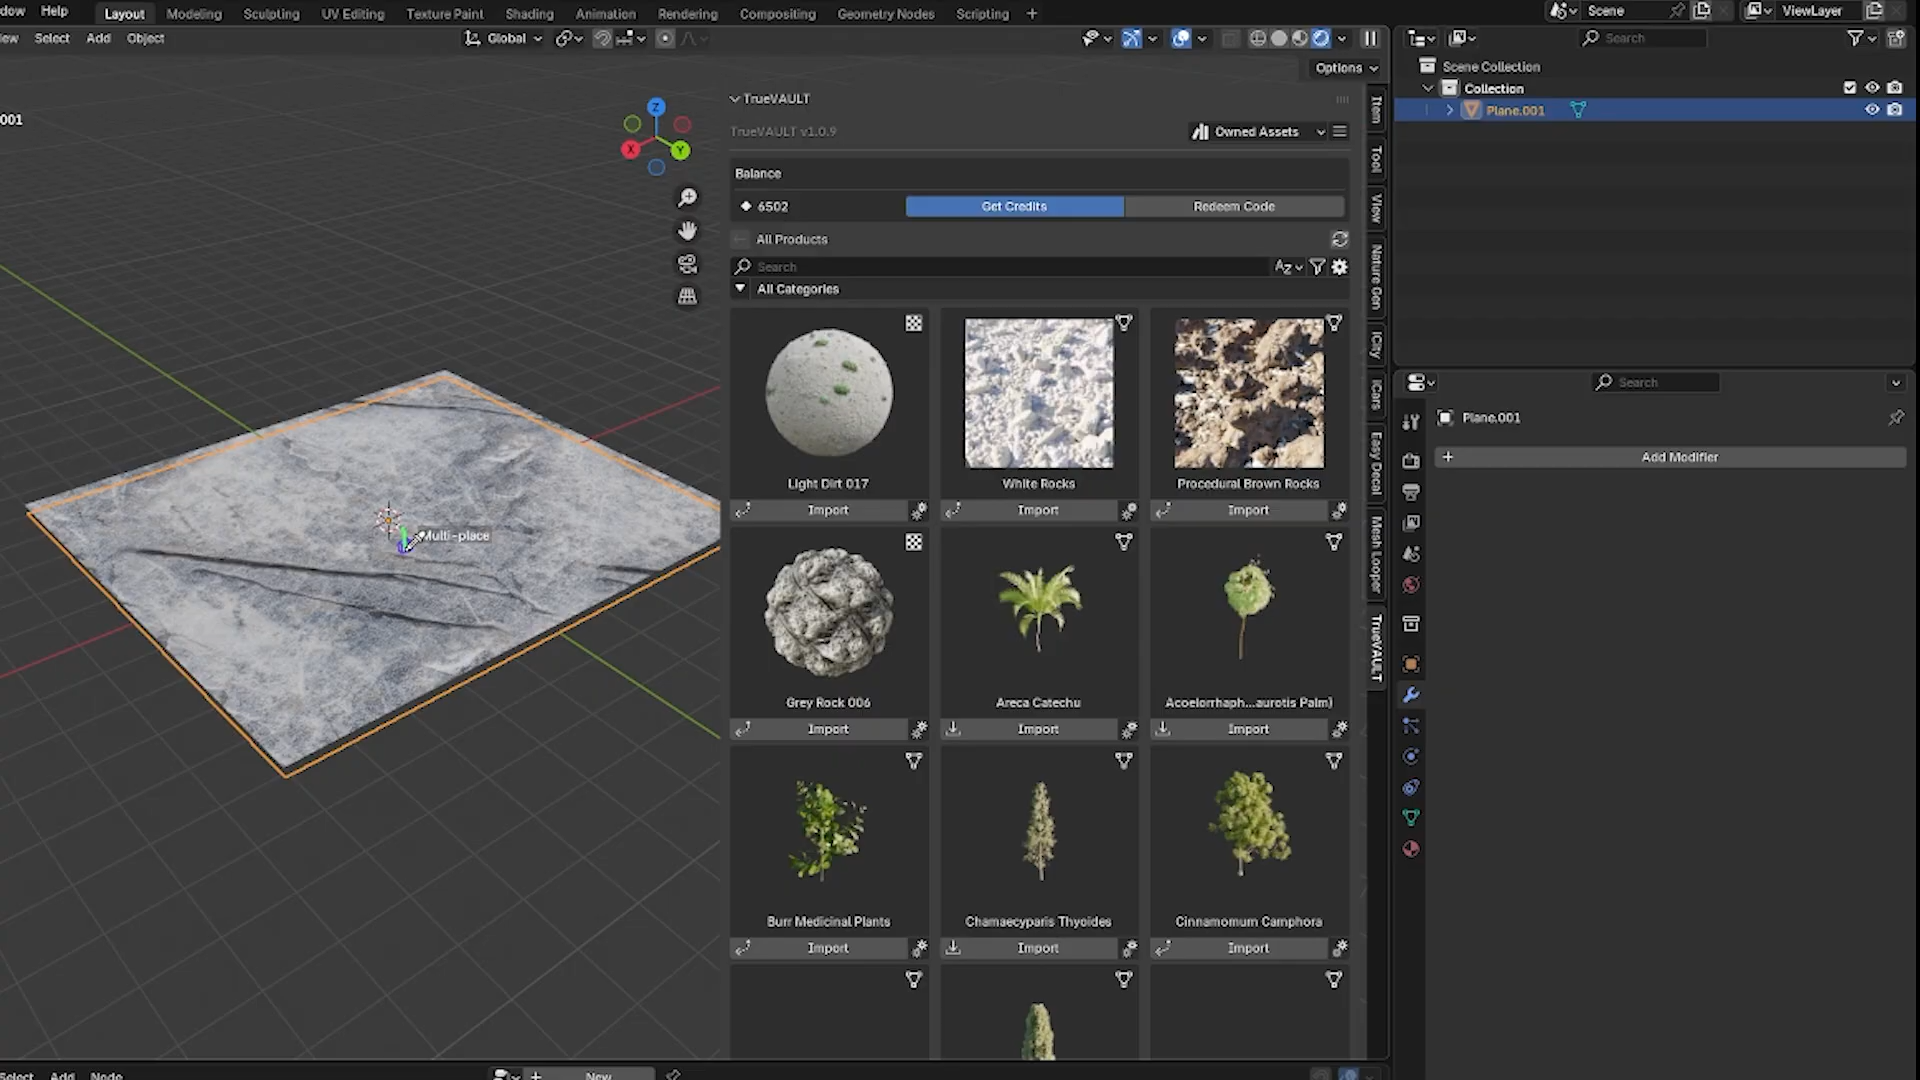 dow Help Layout Modeling Sculpting UV Editing Texture Paint Shading Animation Rendering Compositing Geometry Nodes Scripting + Scene ViewLayer
iew Select Add Object Global Search
Options
Scene Collection
Collection
Plane.001
001
TrueVAULT
TrueVAULT v1.0.9 Owned Assets
Balance
6502 Get Credits Redeem Code
All Products
Search
All Categories
Light Dirt 017 White Rocks Procedural Brown Rocks
Import Import Import
Multi-place
Grey Rock 006 Areca Catechu Acoelorrhaph...aurotis Palm)
Import Import Import
Burr Medicinal Plants Chamaecyparis Thyoides Cinnamomum Camphora
Import Import Import
Item
Tool
View
Nature Gen
iCity
iCars
Easy Decal
Mesh Looper
TrueVAULT
Search
Plane.001
+ Add Modifier
X Y Z
Select Add Node + New